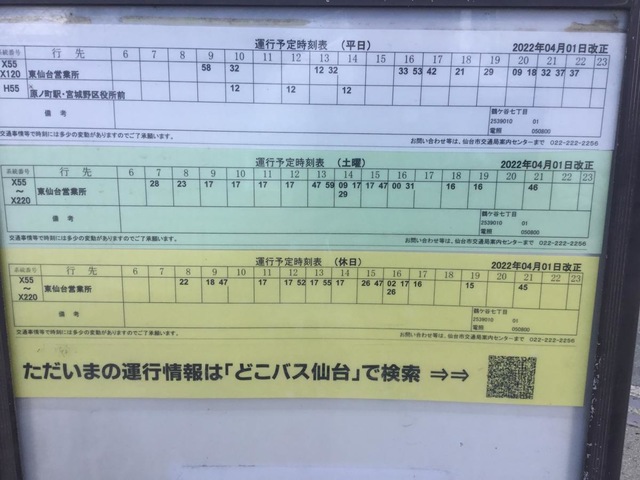 運行予定時刻表 (平日) 2022年04月01日改正
系統番号 行先 6 7 8 9 10 11 12 13 14 15 16 17 18 19 20 21 22 23
X55 X120 東仙台営業所 58 32 12 32 33 53 42 21 29 09 18 32 37 37
H55 原ノ町駅・宮城野区役所前 12 12 12
備考 鶴ケ谷七丁目
2539010 01
電照 050800
交通事情等で時刻には多少の変動がありますのでご了承願います。 お問い合わせ等は、仙台市交通局案内センターまで 022-222-2256
運行予定時刻表 (土曜) 2022年04月01日改正
系統番号 行先 6 7 8 9 10 11 12 13 14 15 16 17 18 19 20 21 22 23
X55 ~ X220 東仙台営業所 28 23 17 17 17 17 47 59 09 17 29 17 47 00 31 16 16 46
備考 鶴ケ谷七丁目
2539010 01
電照 050800
交通事情等で時刻には多少の変動がありますのでご了承願います。 お問い合わせ等は、仙台市交通局案内センターまで 022-222-2256
運行予定時刻表 (休日) 2022年04月01日改正
系統番号 行先 6 7 8 9 10 11 12 13 14 15 16 17 18 19 20 21 22 23
X55 ~ X220 東仙台営業所 22 18 47 17 17 52 17 55 17 26 47 02 17 26 16 15 45
備考 鶴ケ谷七丁目
2539010 01
電照 050800
交通事情等で時刻には多少の変動がありますのでご了承願います。 お問い合わせ等は、仙台市交通局案内センターまで 022-222-2256
ただいまの運行情報は「どこバス仙台」で検索 ⇒⇒